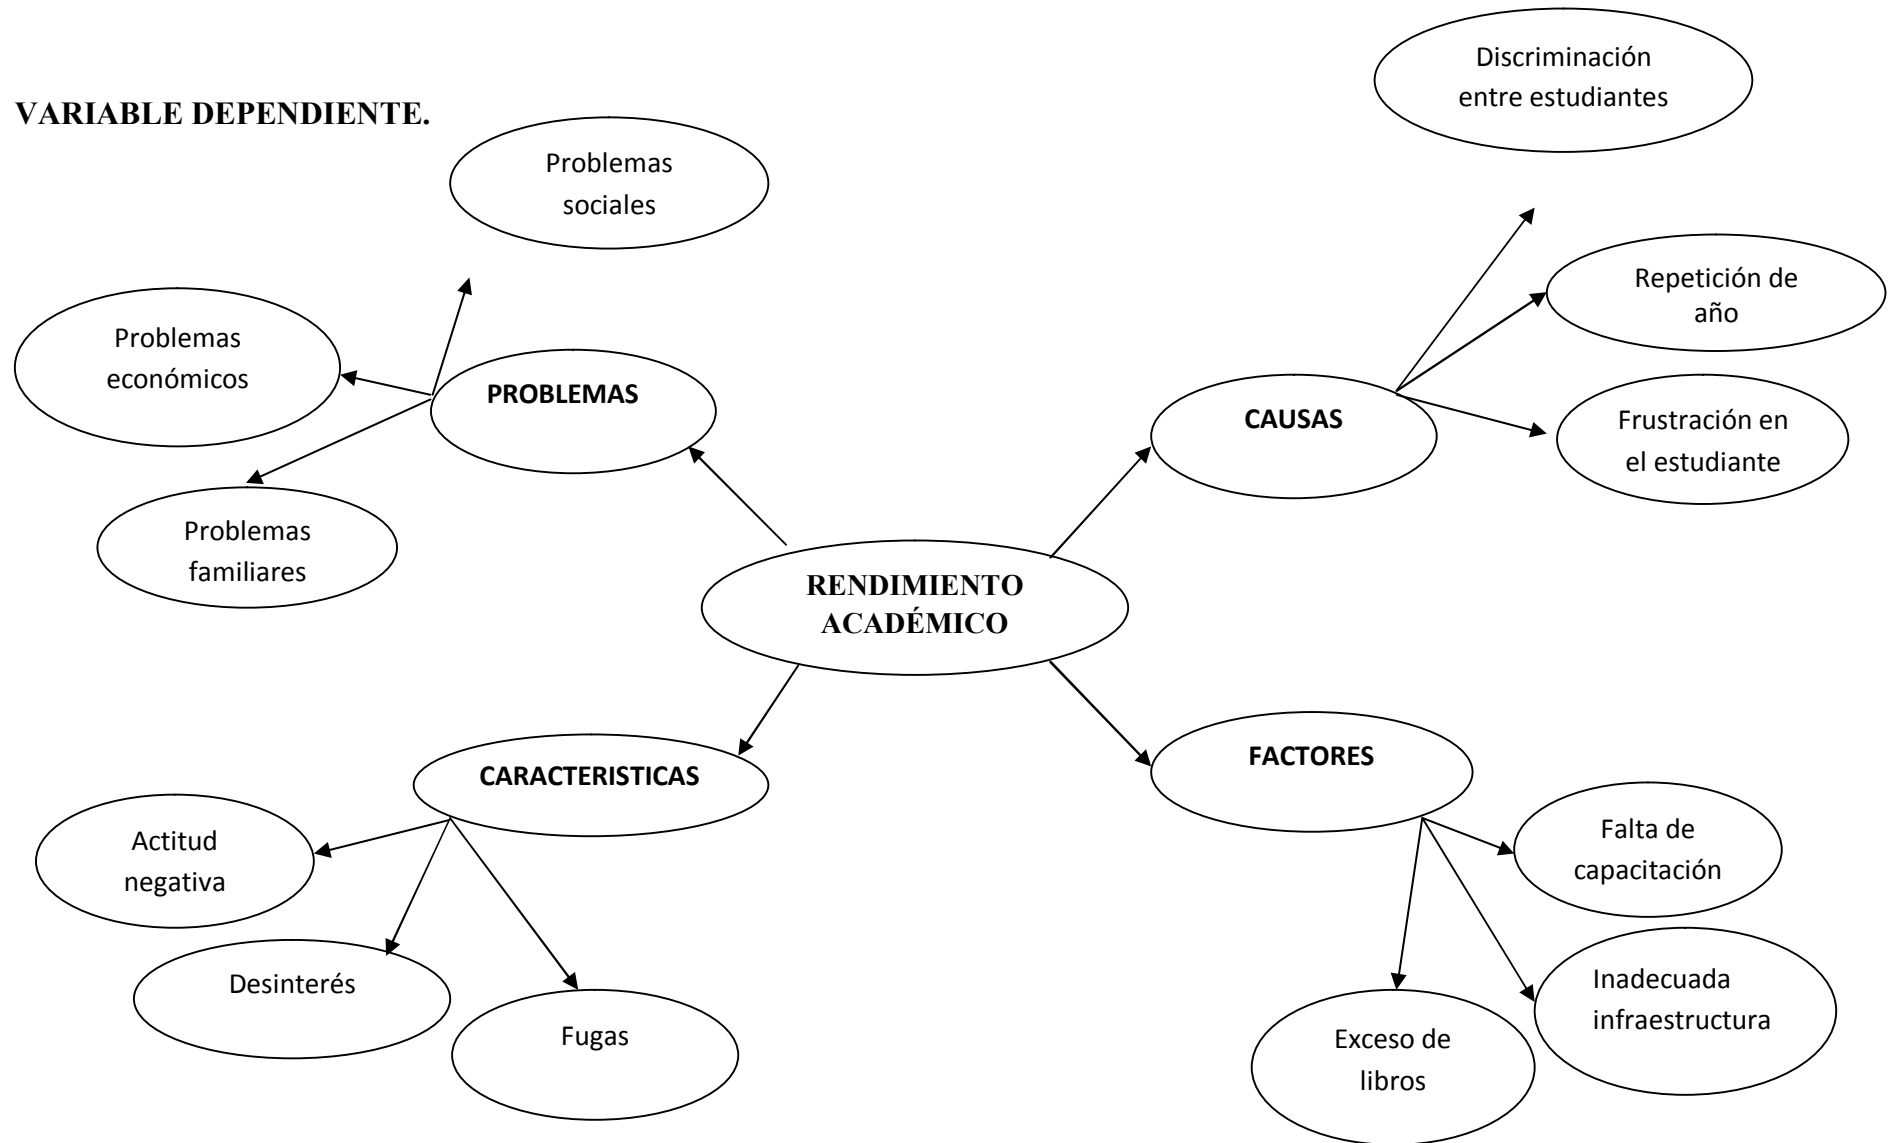 VARIABLE DEPENDIENTE.
Problemas
sociales
Problemas
económicos
PROBLEMAS
Problemas
familiares
Discriminación
entre estudiantes
Repetición de
año
CAUSAS
Frustración en
el estudiante
RENDIMIENTO
ACADÉMICO
CARACTERISTICAS
Actitud
negativa
Desinterés
Fugas
FACTORES
Falta de
capacitación
Inadecuada
infraestructura
Exceso de
libros